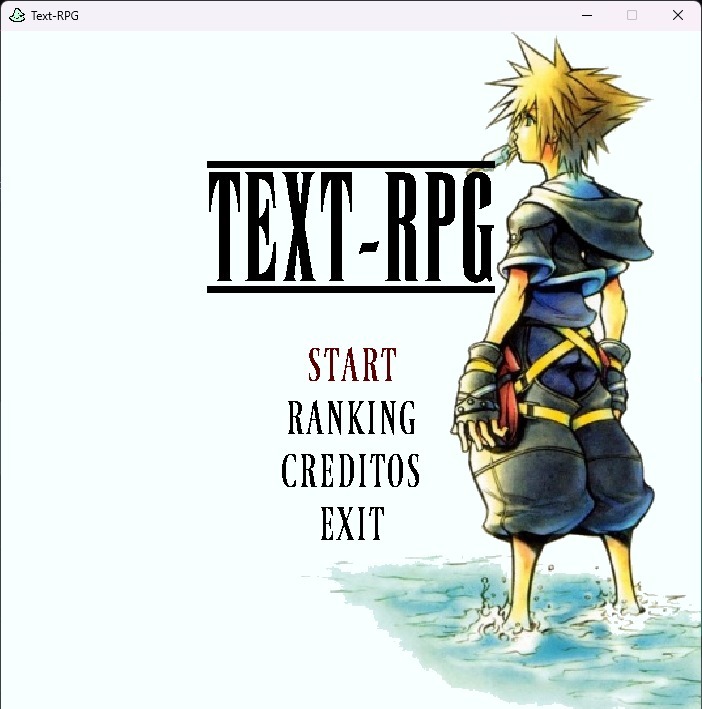 Text-RPG
TEXT-RPG
START
RANKING
CREDITOS
EXIT